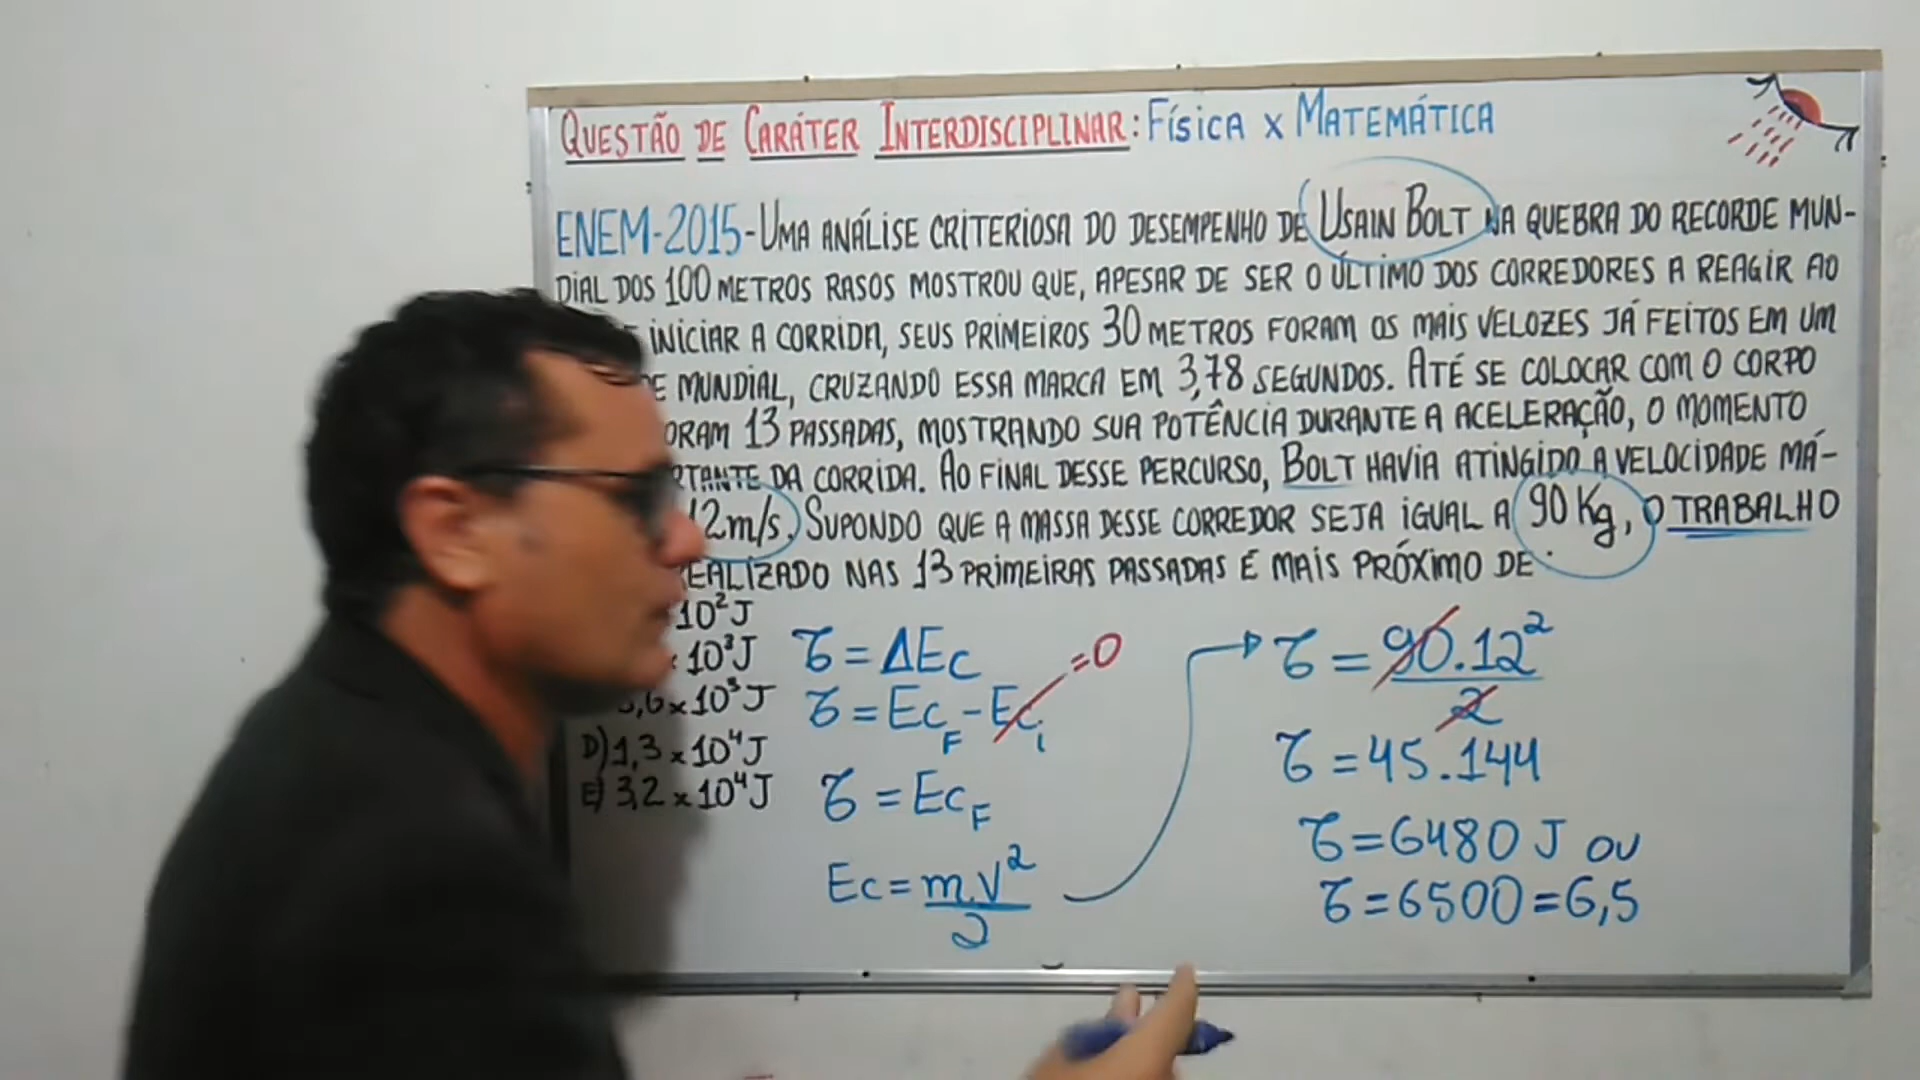 QUESTÃO DE CARÁTER INTERDISCIPLINAR: FÍSICA X MATEMÁTICA
ENEM-2015-UMA ANÁLISE CRITERIOSA DO DESEMPENHO DE USAIN BOLT NA QUEBRA DO RECORDE MUN-
DIAL DOS 100 METROS RASOS MOSTROU QUE, APESAR DE SER O ÚLTIMO DOS CORREDORES A REAGIR AO
INICIAR A CORRIDA, SEUS PRIMEIROS 30 METROS FORAM OS MAIS VELOZES JÁ FEITOS EM UM
MUNDIAL, CRUZANDO ESSA MARCA EM 3,78 SEGUNDOS. ATÉ SE COLOCAR COM O CORPO
13 PASSADAS, MOSTRANDO SUA POTÊNCIA DURANTE A ACELERAÇÃO, O MOMENTO
DA CORRIDA. AO FINAL DESSE PERCURSO, BOLT HAVIA ATINGIDO A VELOCIDADE MÁ-
12m/s. SUPONDO QUE A MASSA DESSE CORREDOR SEJA IGUAL A 90 Kg, O TRABALHO
REALIZADO NAS 13 PRIMEIRAS PASSADAS É MAIS PRÓXIMO DE
10²J
x 10³J
,6 x 10³J
D) 1,3 x 10⁴J
E) 3,2 x 10⁴J
τ = ΔEc
τ = EcF - Eci =0
τ = EcF
Ec = m.V²/2
τ = 90.12²/2
τ = 45.144
τ = 6480 J OU
τ = 6500 = 6,5